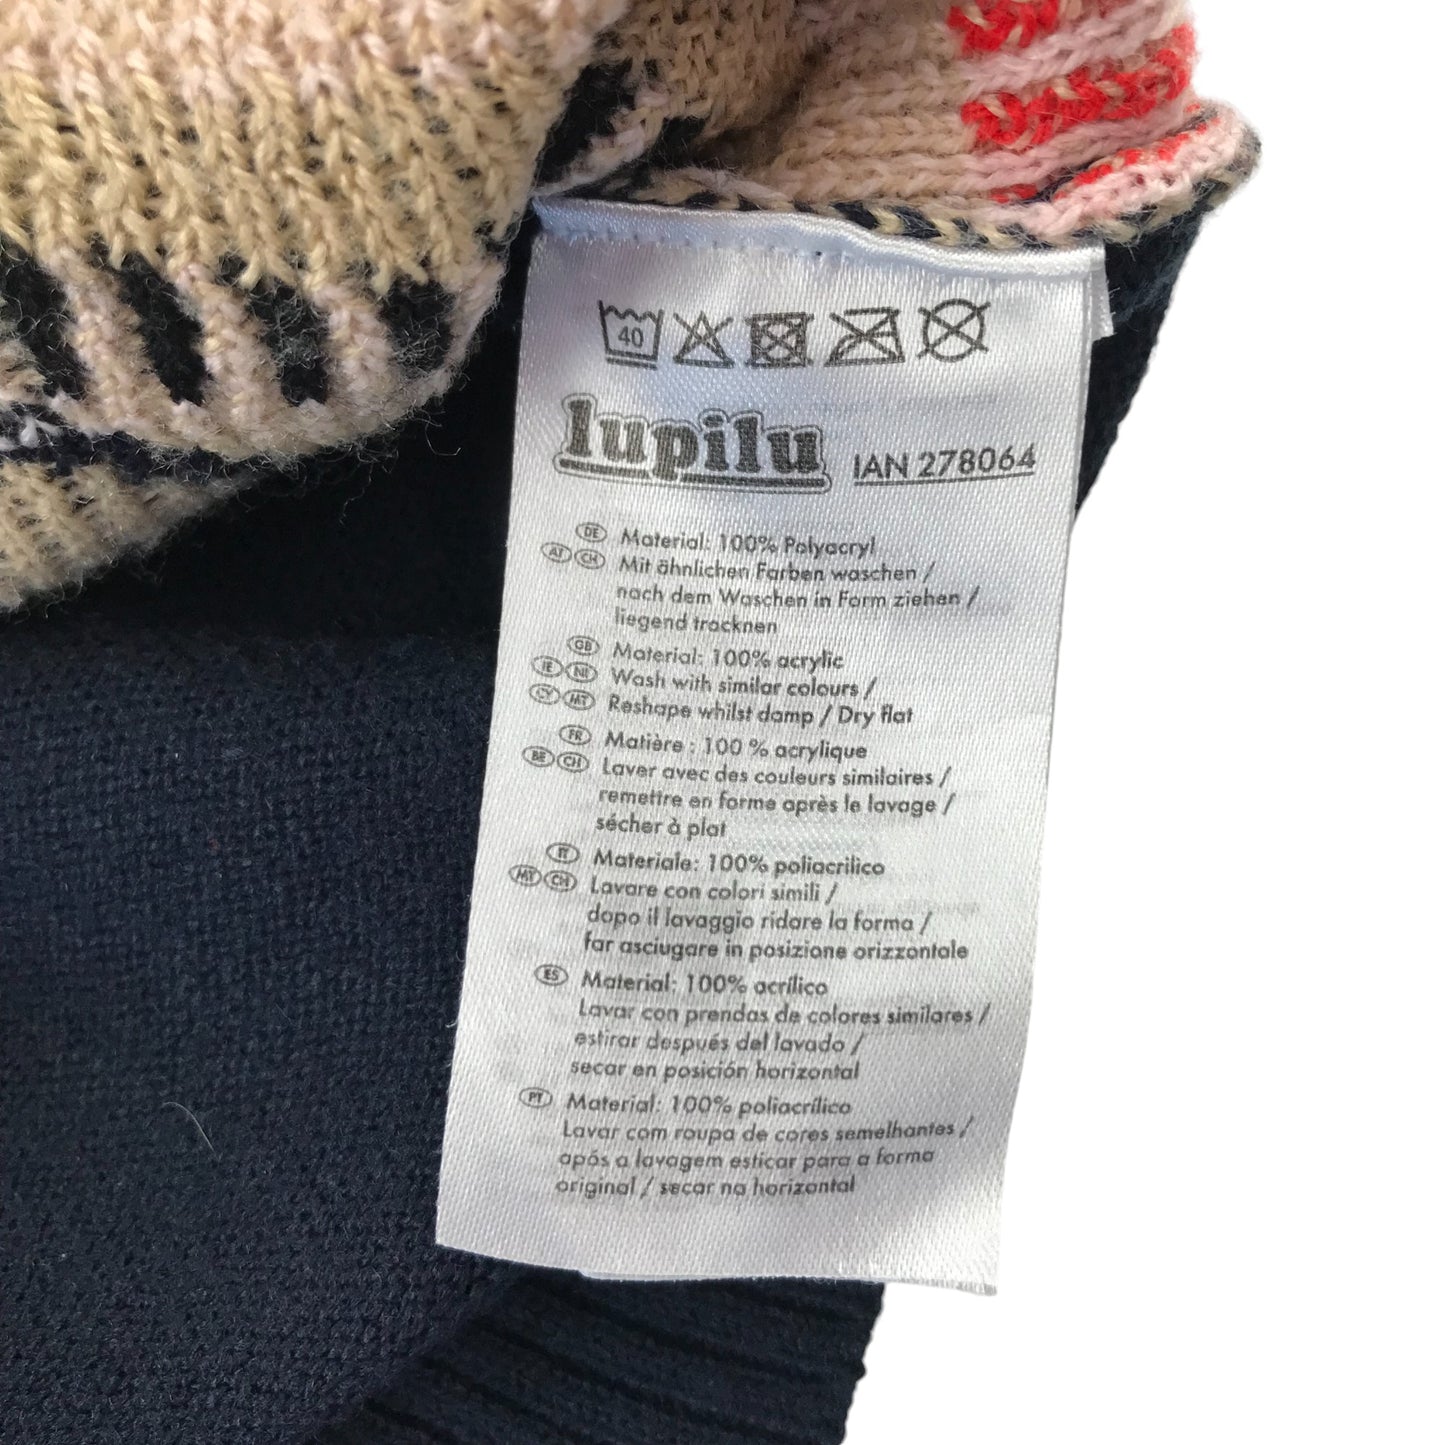 40
lupilu IAN 278064
DE Material: 100% Polyacryl
AT CH Mit ähnlichen Farben waschen /
nach dem Waschen in Form ziehen /
liegend trocknen
GB Material: 100% acrylic
IE NI Wash with similar colours /
CY MT Reshape whilst damp / Dry flat
FR Matière : 100 % acrylique
BE CH Laver avec des couleurs similaires /
remettre en forme après le lavage /
sécher à plat
IT Materiale: 100% poliacrilico
MT CH Lavare con colori simili /
dopo il lavaggio ridare la forma /
far asciugare in posizione orizzontale
ES Material: 100% acrílico
Lavar con prendas de colores similares /
estirar después del lavado /
secar en posición horizontal
PT Material: 100% poliacrílico
Lavar com roupa de cores semelhantes /
após a lavagem esticar para a forma
original / secar na horizontal